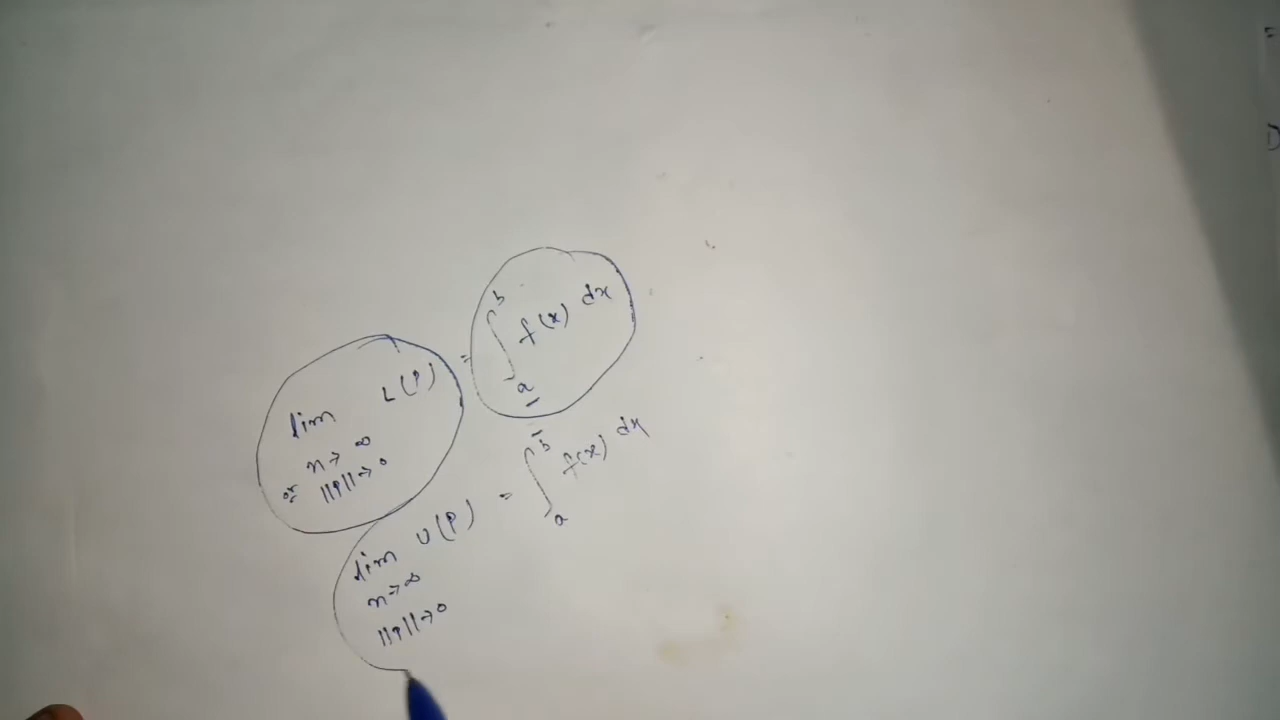 lim L(P) = ∫_a^b f(x) dx
n → ∞
or ||P|| → 0
lim U(P) = ∫_a^b̄ f(x) dx
n → ∞
||P|| → 0